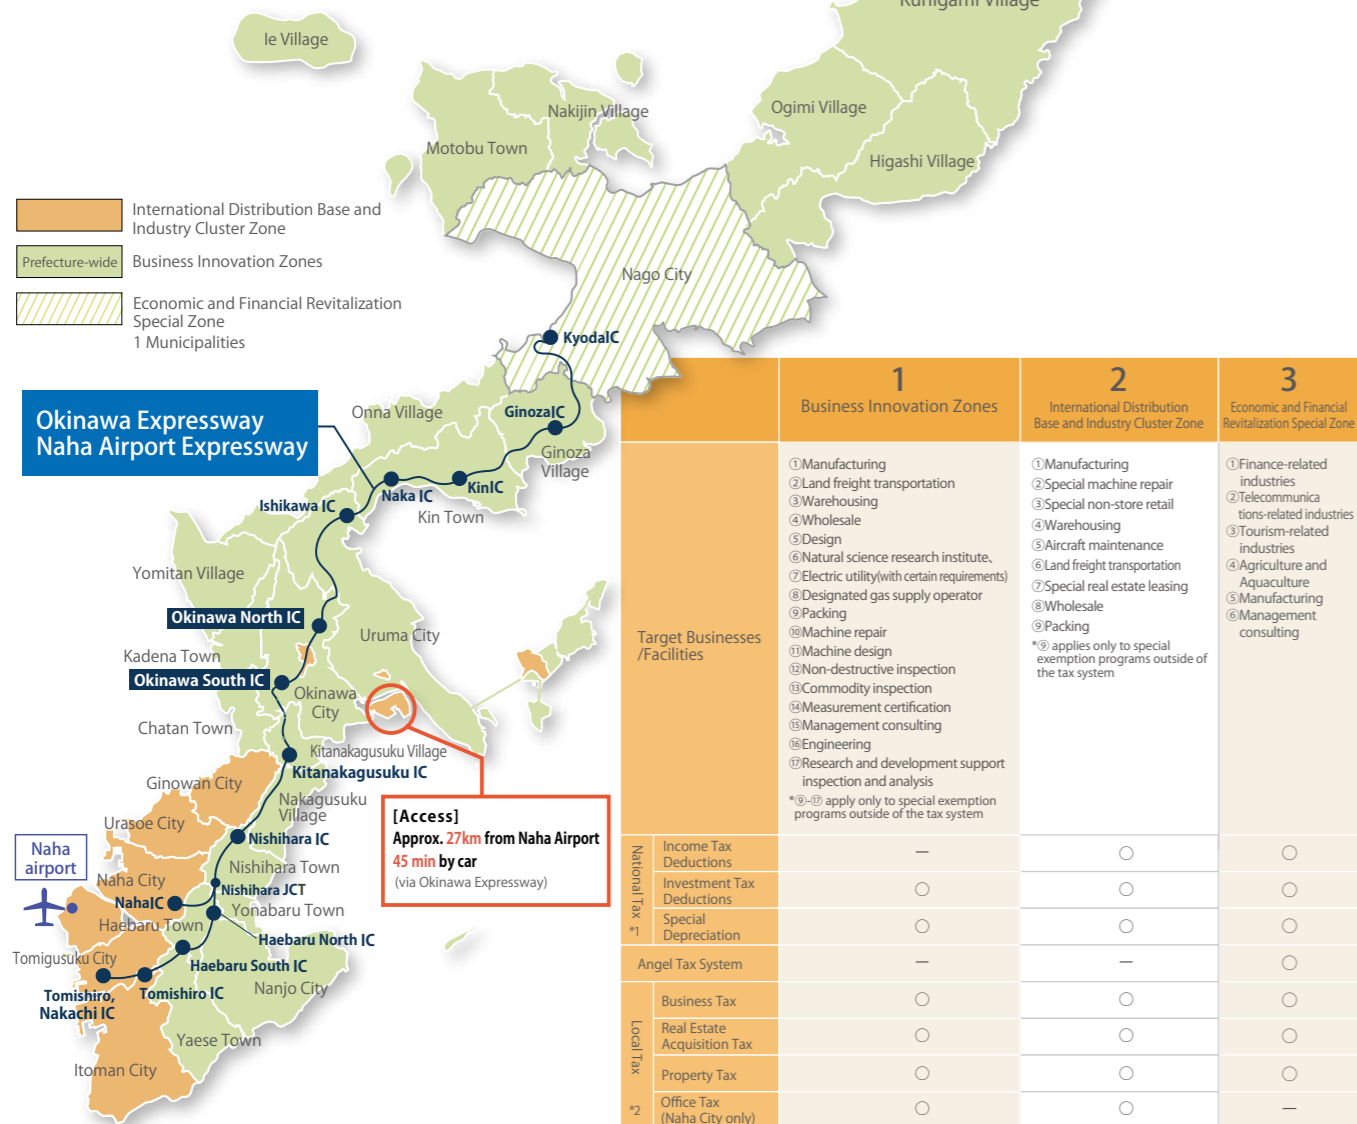 Kunigami Village
Ie Village
Nakijin Village
Ogimi Village
Motobu Town
Higashi Village
International Distribution Base and
Industry Cluster Zone
Prefecture-wide
Business Innovation Zones
Economic and Financial Revitalization
Special Zone
1 Municipalities
Nago City
KyodaIC
Okinawa Expressway
Naha Airport Expressway
Onna Village
GinozaIC
Ginoza
Village
Naka IC
KinIC
Kin Town
Ishikawa IC
Yomitan Village
Okinawa North IC
Uruma City
Kadena Town
Okinawa South IC
Okinawa
City
Chatan Town
Kitanakagusuku Village
Kitanakagusuku IC
Ginowan City
Nakagusuku
Village
Urasoe City
Nishihara IC
Naha
airport
Nishihara Town
Naha City
Nishihara JCT
NahaIC
Yonabaru Town
Haebaru Town
Haebaru North IC
Tomigusuku City
Haebaru South IC
Tomishiro,
Nakachi IC
Tomishiro IC
Nanjo City
Yaese Town
Itoman City
[Access]
Approx. 27km from Naha Airport
45 min by car
(via Okinawa Expressway)
1
Business Innovation Zones
2
International Distribution
Base and Industry Cluster Zone
3
Economic and Financial
Revitalization Special Zone
Target Businesses
/Facilities
①Manufacturing
②Land freight transportation
③Warehousing
④Wholesale
⑤Design
⑥Natural science research institute、
⑦Electric utility(with certain requirements)
⑧Designated gas supply operator
⑨Packing
⑩Machine repair
⑪Machine design
⑫Non-destructive inspection
⑬Commodity inspection
⑭Measurement certification
⑮Management consulting
⑯Engineering
⑰Research and development support
inspection and analysis
*⑨-⑰ apply only to special exemption
programs outside of the tax system
①Manufacturing
②Special machine repair
③Special non-store retail
④Warehousing
⑤Aircraft maintenance
⑥Land freight transportation
⑦Special real estate leasing
⑧Wholesale
⑨Packing
*⑨ applies only to special
exemption programs outside of
the tax system
①Finance-related
industries
②Telecommunica
tions-related industries
③Tourism-related
industries
④Agriculture and
Aquaculture
⑤Manufacturing
⑥Management
consulting
National Tax
*1
Income Tax
Deductions
— ○ ○
Investment Tax
Deductions
○ ○ ○
Special
Depreciation
○ ○ ○
Angel Tax System
— — ○
Local Tax
*2
Business Tax
○ ○ ○
Real Estate
Acquisition Tax
○ ○ ○
Property Tax
○ ○ ○
Office Tax
(Naha City only)
○ ○ —